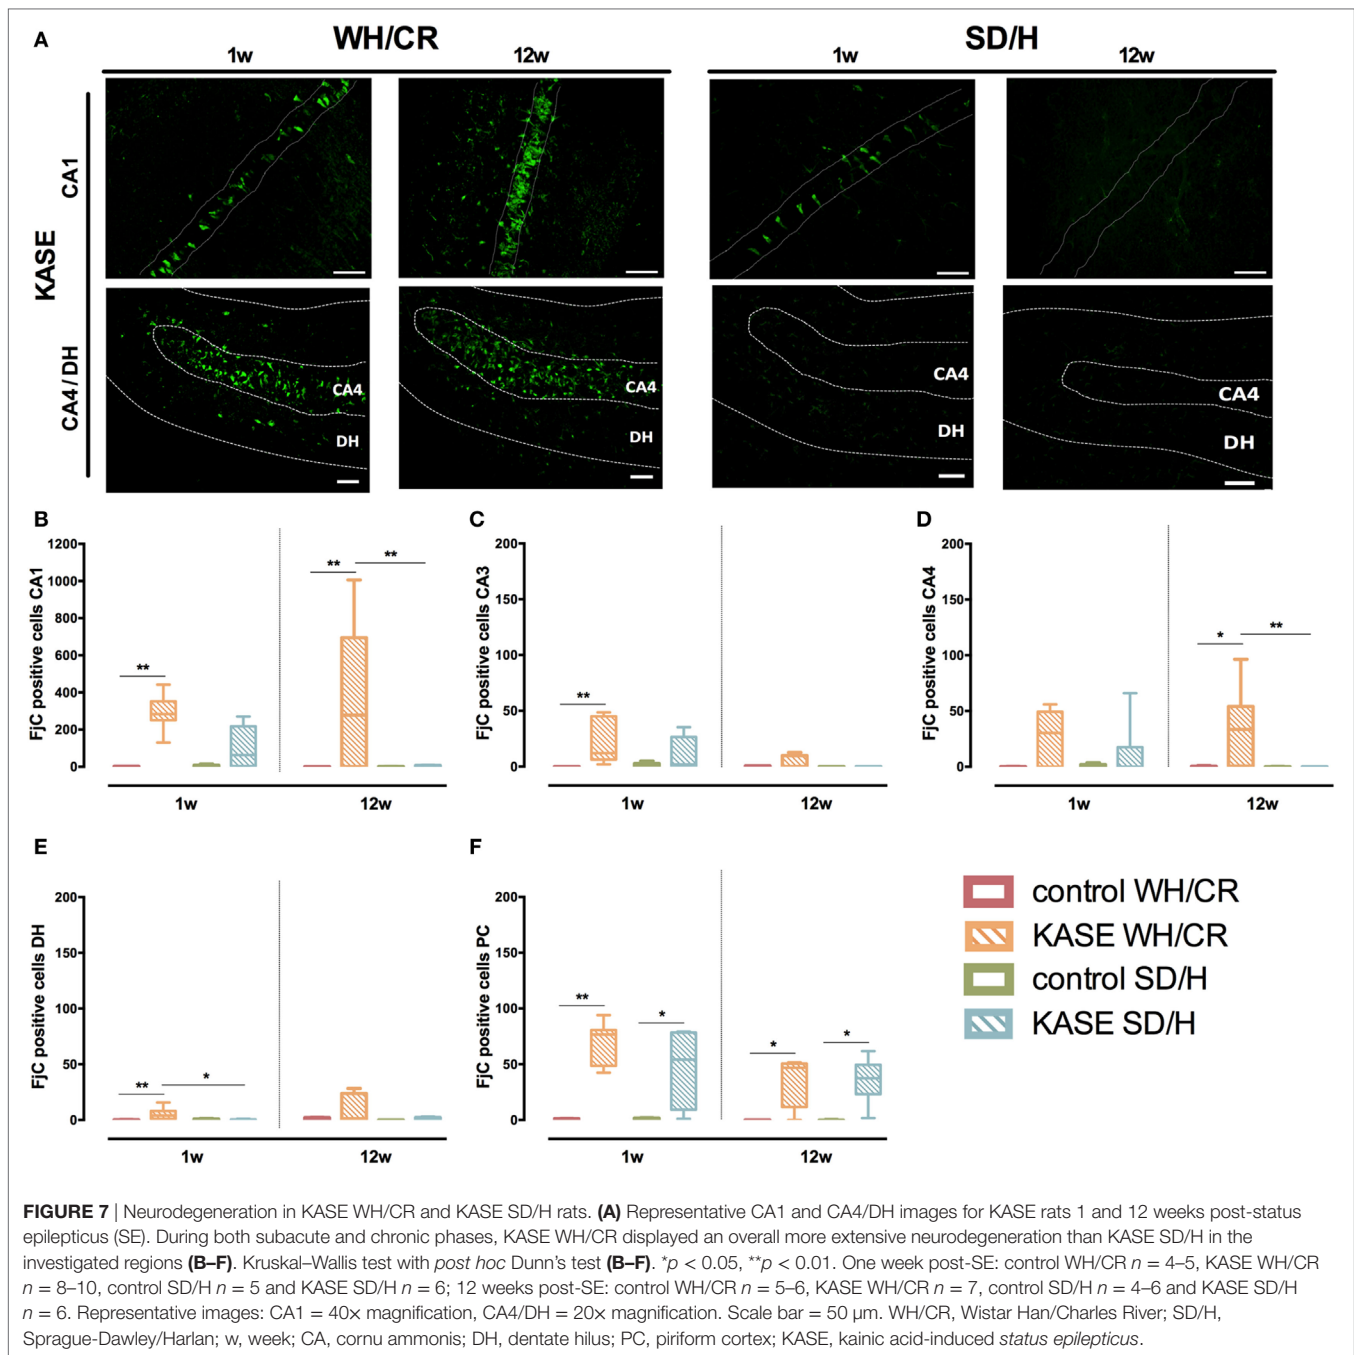 A
WH/CR
SD/H
1w
12w
1w
12w
KASE
CA1
CA4/DH
CA4
DH
CA4
DH
CA4
DH
CA4
DH
B
FjC positive cells CA1
1200
1000
800
600
400
200
0
**
**
**
1w
12w
C
FjC positive cells CA3
200
150
100
50
0
**
1w
12w
D
FjC positive cells CA4
200
150
100
50
0
*
**
1w
12w
E
FjC positive cells DH
200
150
100
50
0
**
*
1w
12w
F
FjC positive cells PC
200
150
100
50
0
**
*
*
*
1w
12w
control WH/CR
KASE WH/CR
control SD/H
KASE SD/H
FIGURE 7 | Neurodegeneration in KASE WH/CR and KASE SD/H rats. (A) Representative CA1 and CA4/DH images for KASE rats 1 and 12 weeks post-status
epilepticus (SE). During both subacute and chronic phases, KASE WH/CR displayed an overall more extensive neurodegeneration than KASE SD/H in the
investigated regions (B–F). Kruskal–Wallis test with post hoc Dunn's test (B–F). *p < 0.05, **p < 0.01. One week post-SE: control WH/CR n = 4–5, KASE WH/CR
n = 8–10, control SD/H n = 5 and KASE SD/H n = 6; 12 weeks post-SE: control WH/CR n = 5–6, KASE WH/CR n = 7, control SD/H n = 4–6 and KASE SD/H
n = 6. Representative images: CA1 = 40× magnification, CA4/DH = 20× magnification. Scale bar = 50 μm. WH/CR, Wistar Han/Charles River; SD/H,
Sprague-Dawley/Harlan; w, week; CA, cornu ammonis; DH, dentate hilus; PC, piriform cortex; KASE, kainic acid-induced status epilepticus.